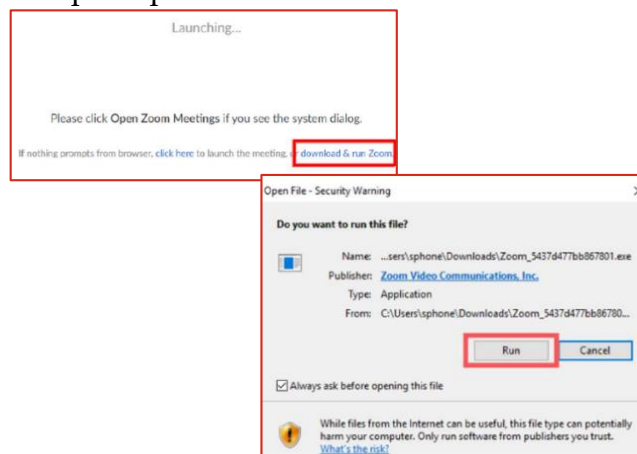 Launching...
Please click Open Zoom Meetings if you see the system dialog.
If nothing prompts from browser, click here to launch the meeting, or download & run Zoom.
Open File - Security Warning
Do you want to run this file?
Name: ...sers\sphone\Downloads\Zoom_5437d477bb867801.exe
Publisher: Zoom Video Communications, Inc.
Type: Application
From: C:\Users\sphone\Downloads\Zoom_5437d477bb86780...
Run Cancel
Always ask before opening this file
While files from the Internet can be useful, this file type can potentially
harm your computer. Only run software from publishers you trust.
What's the risk?